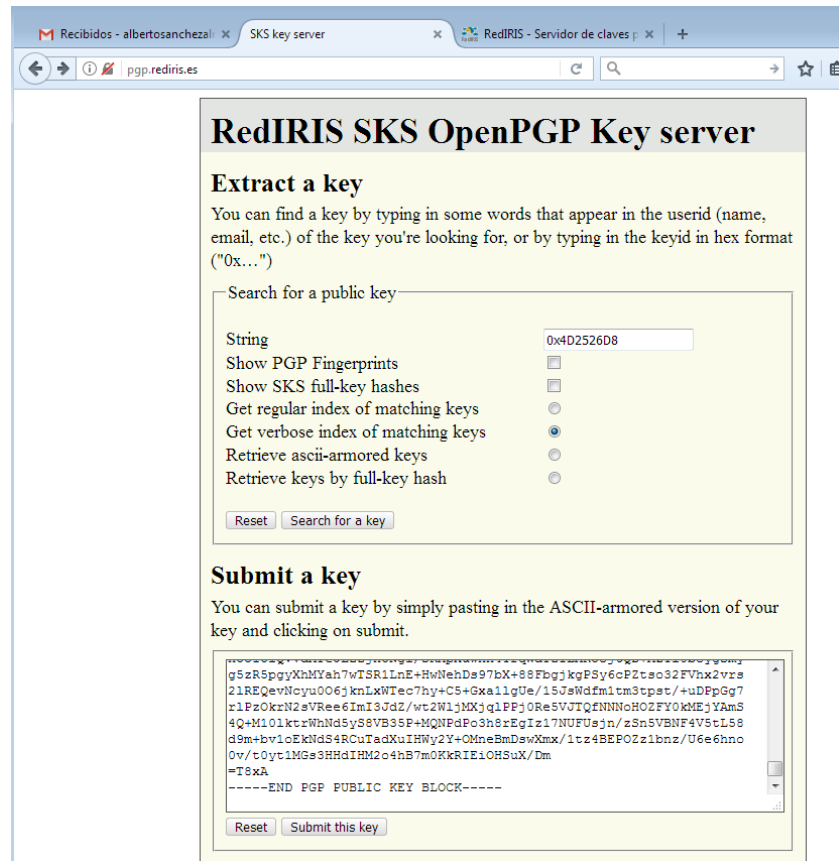 Recibidos - albertosanchezal
SKS key server
RedIRIS - Servidor de claves p
pgp.rediris.es
RedIRIS SKS OpenPGP Key server
Extract a key
You can find a key by typing in some words that appear in the userid (name,
email, etc.) of the key you're looking for, or by typing in the keyid in hex format
("0x…")
Search for a public key
String
0x4D2526D8
Show PGP Fingerprints
Show SKS full-key hashes
Get regular index of matching keys
Get verbose index of matching keys
Retrieve ascii-armored keys
Retrieve keys by full-key hash
Reset
Search for a key
Submit a key
You can submit a key by simply pasting in the ASCII-armored version of your
key and clicking on submit.
g5zR5pgyXhMYah7wTSR1LnE+HwNehDs97bX+88FbgjkgPSy6cPZtso32FVhx2vrs
21REQevNcyu0O6jknLxWTec7hy+C5+Gxa11gUe/15JsWdfm1tm3tpst/+uDPpGg7
r1Pz0krN2sVRee6ImI3JdZ/wt2WljMXjqlPPj0Re5VJTQfNNNoHOZFY0kMEjYAmS
4Q+M101ktrWhNd5yS8VB35P+MQNPdPo3h8rEgIz17NUFUsjn/zSn5VBNF4V5tL58
d9m+bv1oEkNdS4RCuTadXuIHWy2Y+OMneBmDswXmx/1tz4BEPOZz1bnz/U6e6hno
0v/t0yt1MGs3HHdIHM2o4hB7m0KkRIEiOHSuX/Dm
=T8xA
-----END PGP PUBLIC KEY BLOCK-----
Reset
Submit this key